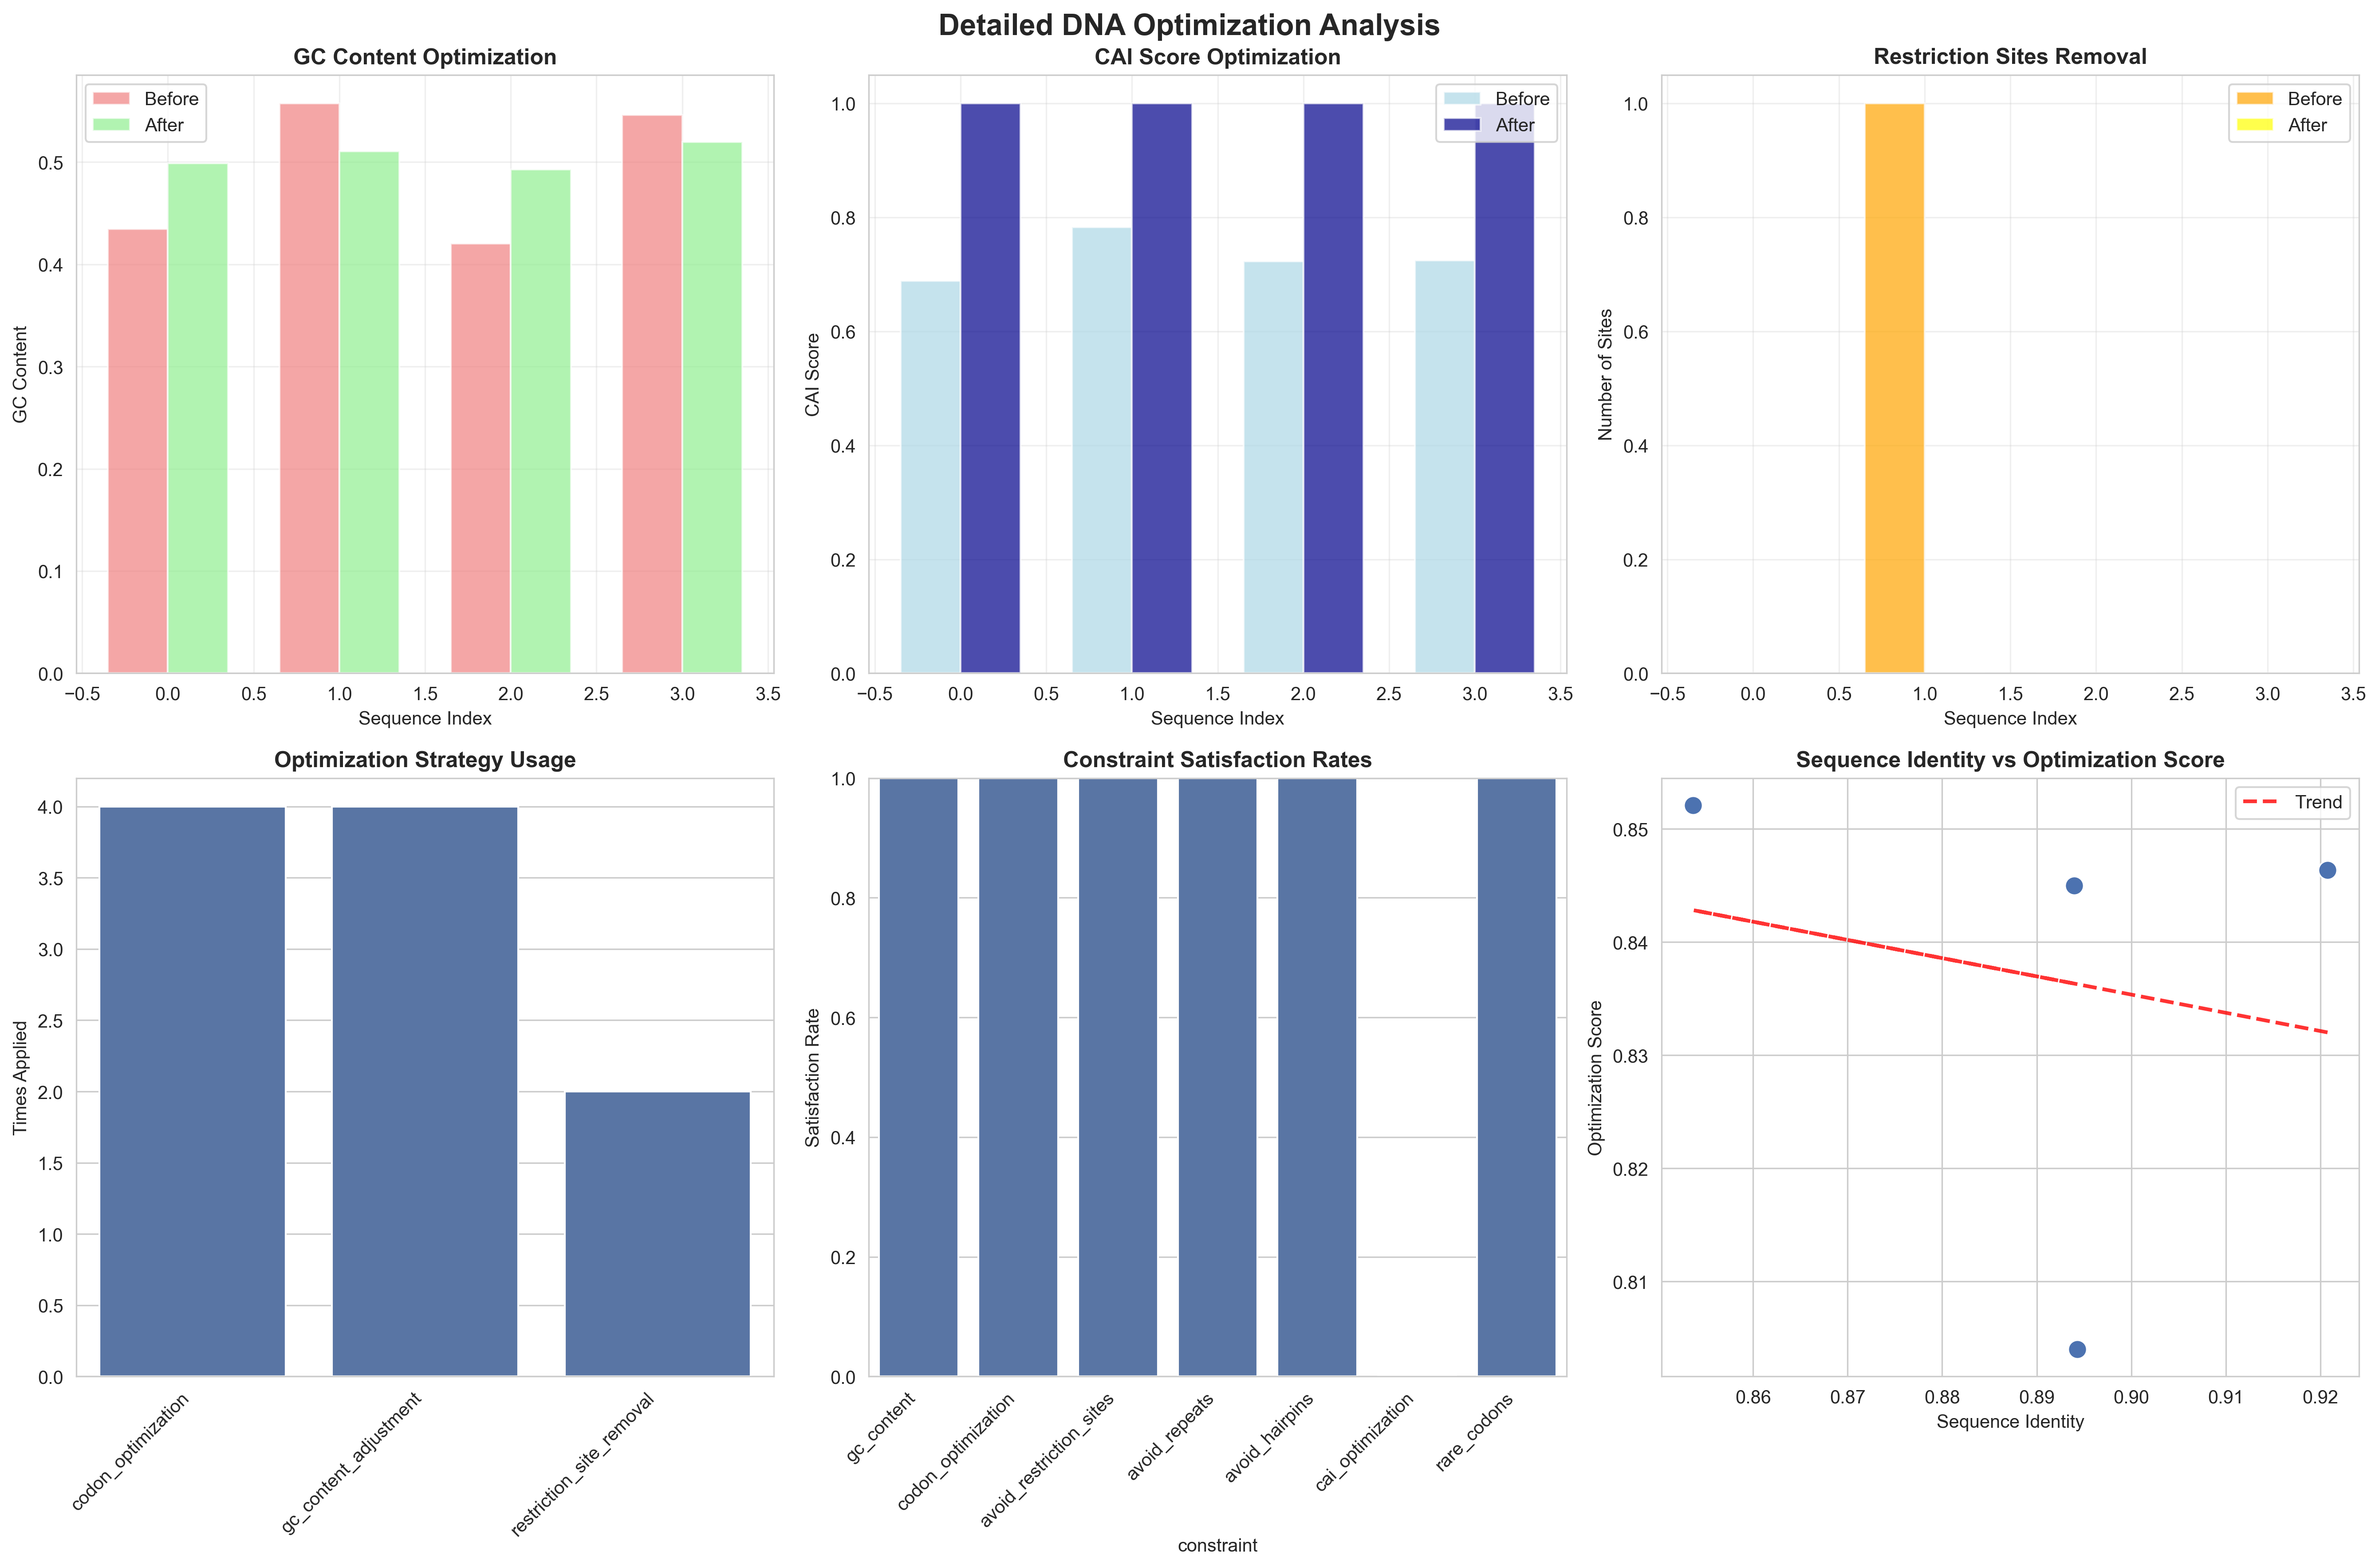 Detailed DNA Optimization Analysis
GC Content Optimization
Before
After
GC Content
0.5
0.4
0.3
0.2
0.1
0.0
−0.5 0.0 0.5 1.0 1.5 2.0 2.5 3.0 3.5
Sequence Index
CAI Score Optimization
Before
After
CAI Score
1.0
0.8
0.6
0.4
0.2
0.0
−0.5 0.0 0.5 1.0 1.5 2.0 2.5 3.0 3.5
Sequence Index
Restriction Sites Removal
Before
After
Number of Sites
1.0
0.8
0.6
0.4
0.2
0.0
−0.5 0.0 0.5 1.0 1.5 2.0 2.5 3.0 3.5
Sequence Index
Optimization Strategy Usage
Times Applied
4.0
3.5
3.0
2.5
2.0
1.5
1.0
0.5
0.0
codon_optimization
gc_content_adjustment
restriction_site_removal
Constraint Satisfaction Rates
Satisfaction Rate
1.0
0.8
0.6
0.4
0.2
0.0
gc_content
codon_optimization
avoid_restriction_sites
avoid_repeats
avoid_hairpins
cai_optimization
rare_codons
constraint
Sequence Identity vs Optimization Score
Trend
Optimization Score
0.85
0.84
0.83
0.82
0.81
0.86 0.87 0.88 0.89 0.90 0.91 0.92
Sequence Identity